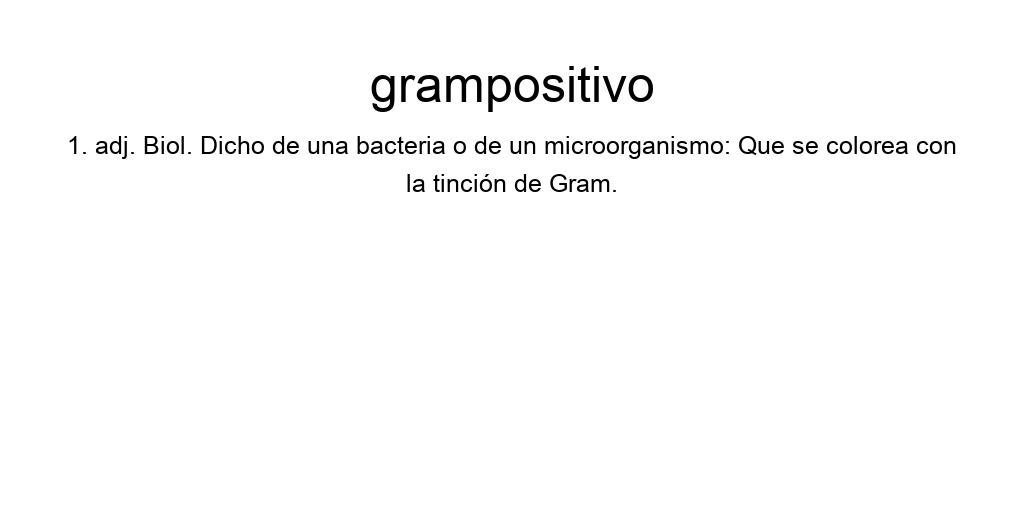 grampositivo
1. adj. Biol. Dicho de una bacteria o de un microorganismo: Que se colorea con
la tinción de Gram.